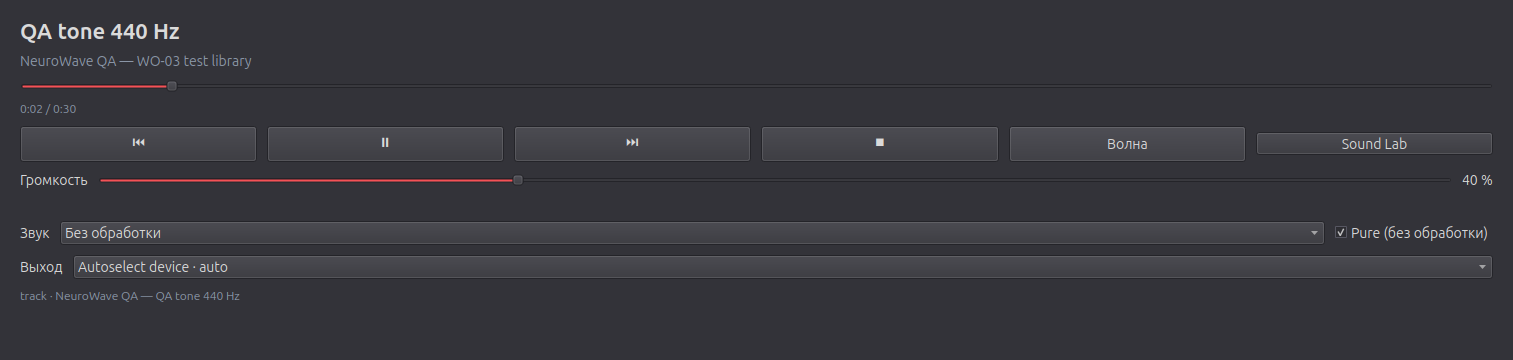 QA tone 440 Hz
NeuroWave QA — WO-03 test library
0:02 / 0:30
Волна Sound Lab
Громкость 40 %
Звук Без обработки Pure (без обработки)
Выход Autoselect device · auto
track · NeuroWave QA — QA tone 440 Hz